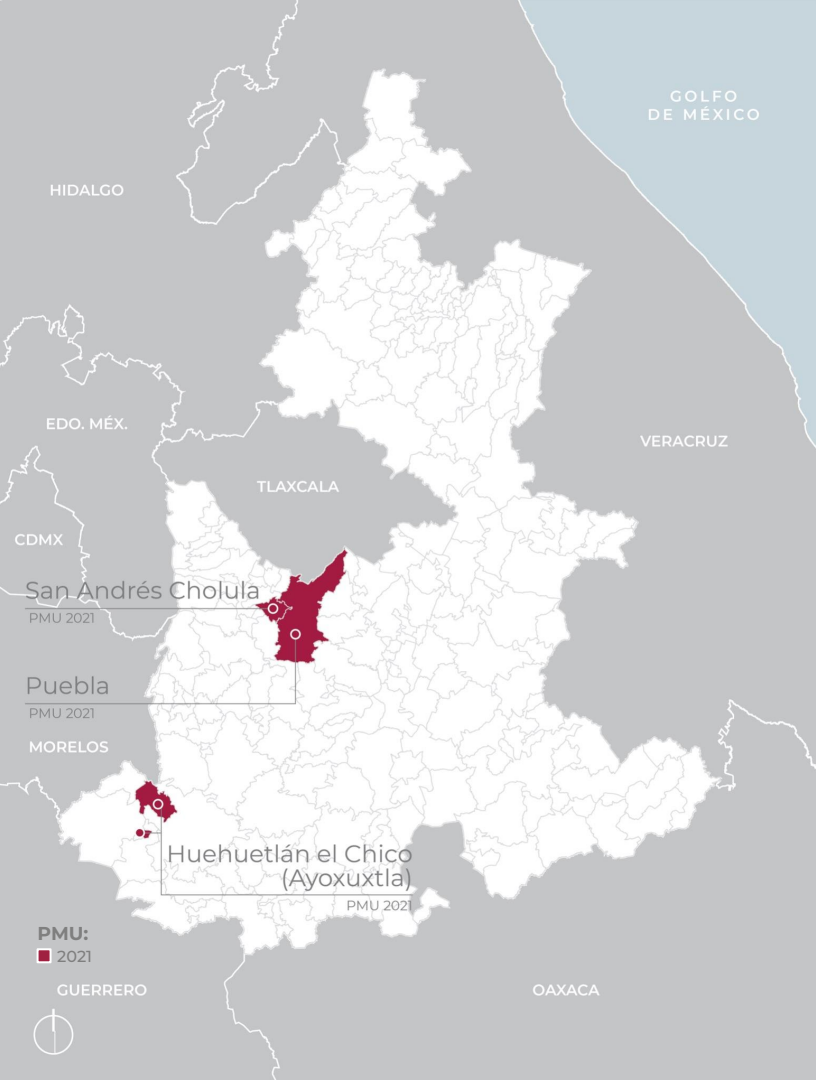 GOLFO
DE MÉXICO
HIDALGO
EDO. MÉX.
VERACRUZ
TLAXCALA
CDMX
San Andrés Cholula
PMU 2021
Puebla
PMU 2021
MORELOS
Huehuetlán el Chico
(Ayoxuxtla)
PMU 2021
PMU:
2021
GUERRERO
OAXACA